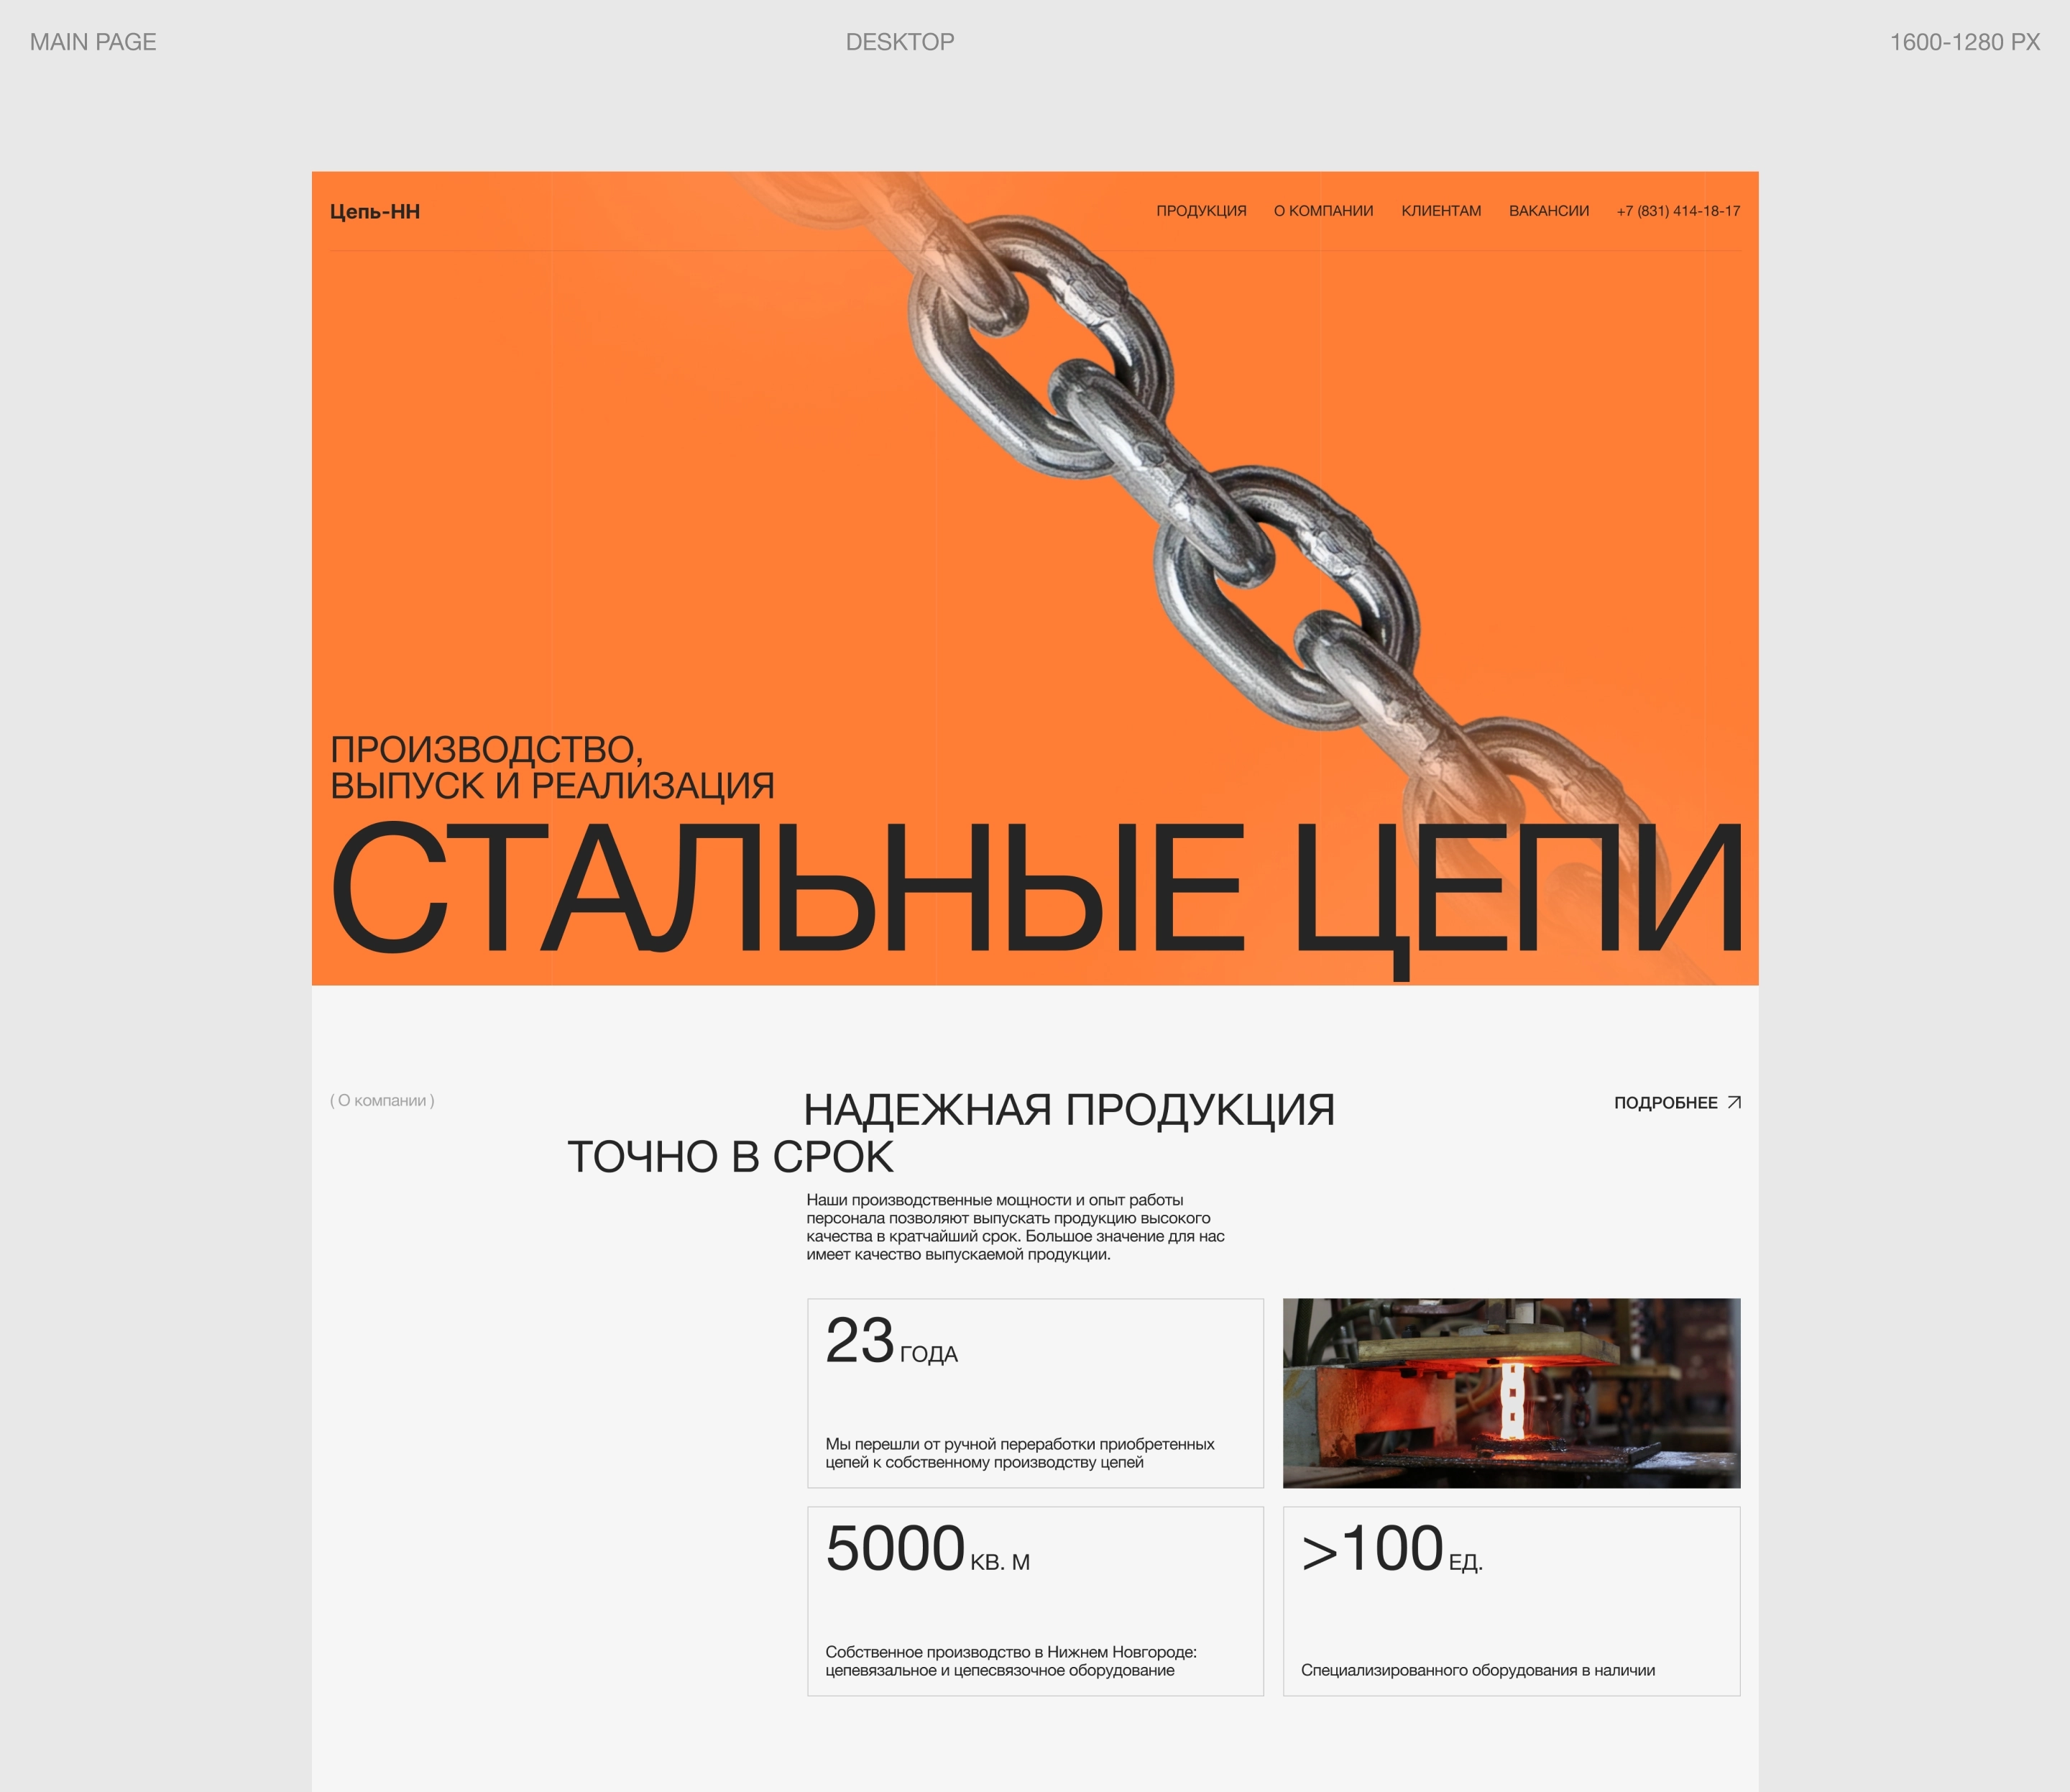 MAIN PAGE
DESKTOP
1600-1280 PX
Цепь-НН
ПРОДУКЦИЯ
О КОМПАНИИ
КЛИЕНТАМ
ВАКАНСИИ
+7 (831) 414-18-17
ПРОИЗВОДСТВО,
ВЫПУСК И РЕАЛИЗАЦИЯ
СТАЛЬНЫЕ ЦЕПИ
( О компании )
НАДЕЖНАЯ ПРОДУКЦИЯ
ТОЧНО В СРОК
ПОДРОБНЕЕ
Наши производственные мощности и опыт работы
персонала позволяют выпускать продукцию высокого
качества в кратчайший срок. Большое значение для нас
имеет качество выпускаемой продукции.
23 ГОДА
Мы перешли от ручной переработки приобретенных
цепей к собственному производству цепей
5000 КВ. М
Собственное производство в Нижнем Новгороде:
цепевязальное и цепесвязочное оборудование
>100 ЕД.
Специализированного оборудования в наличии